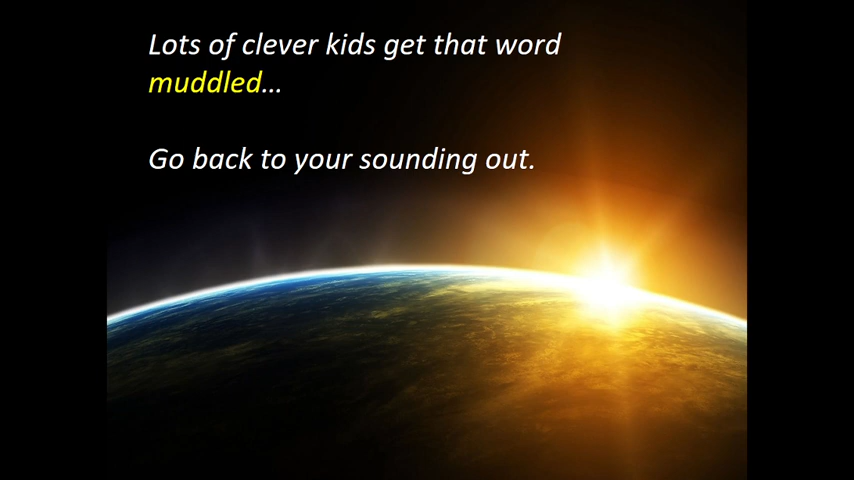 Lots of clever kids get that word
muddled...
Go back to your sounding out.